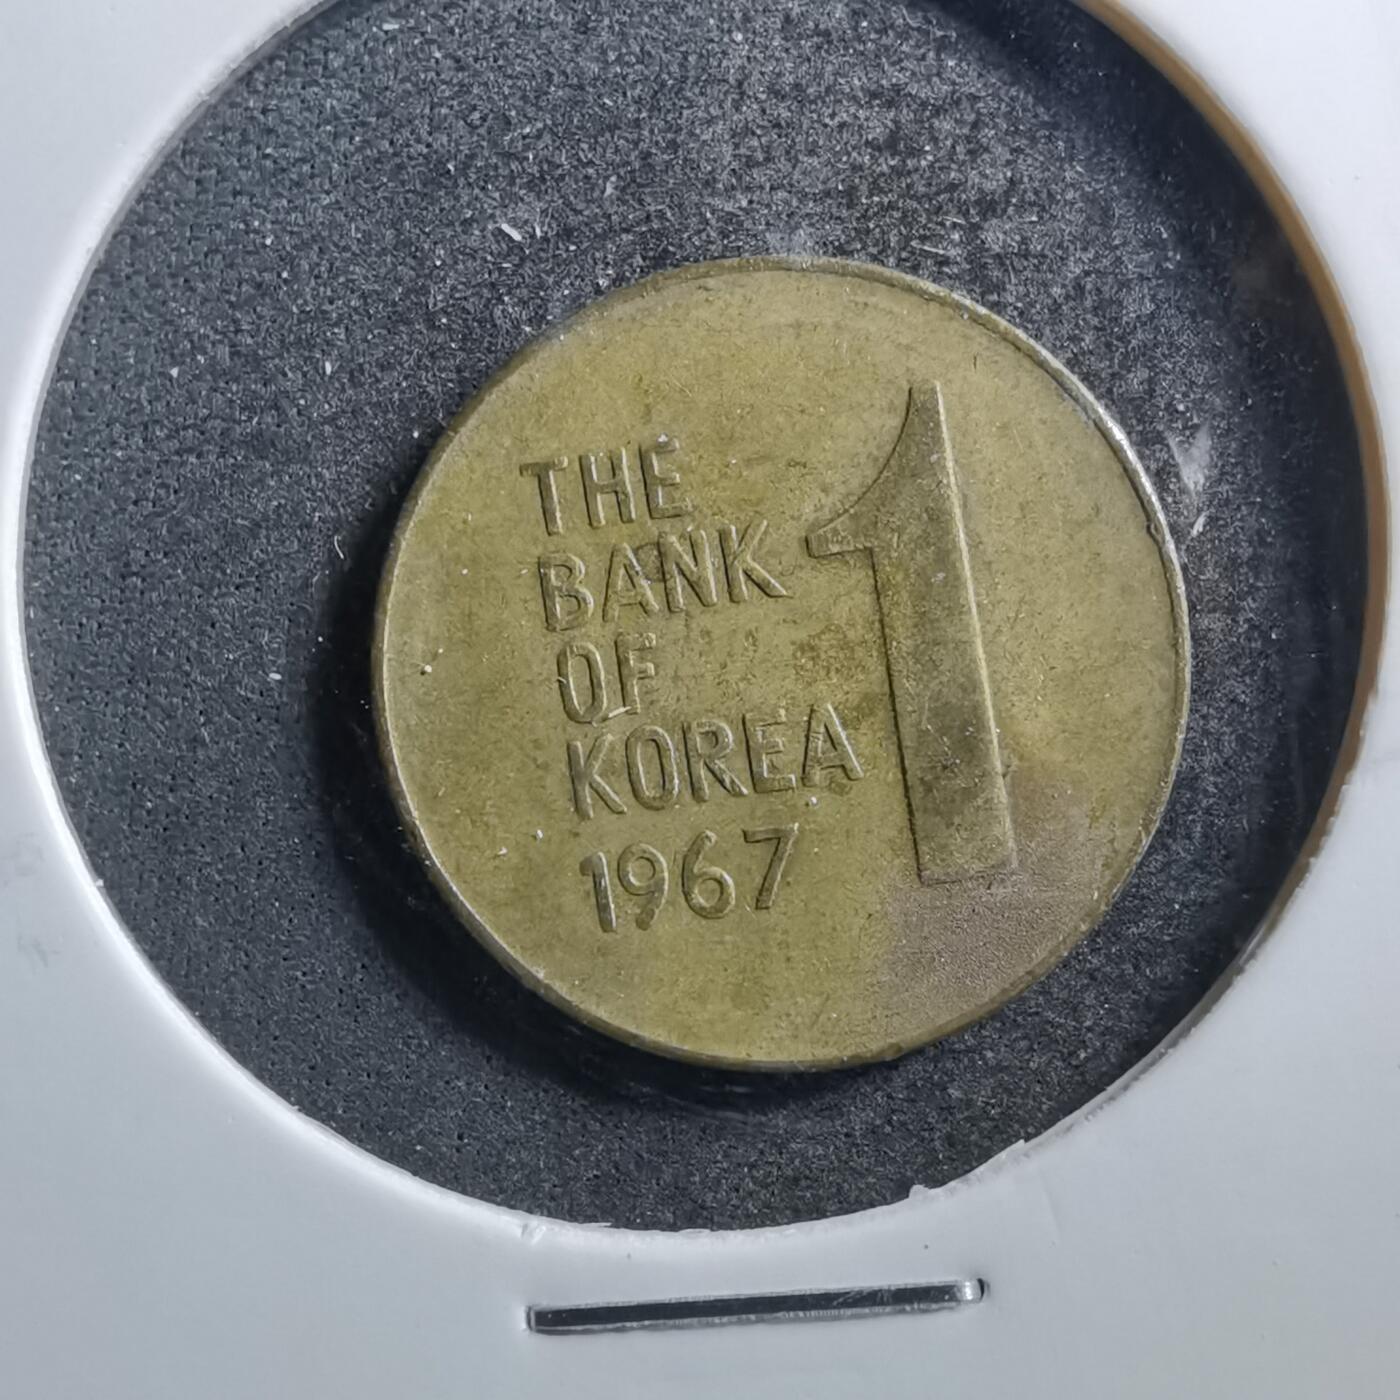 THE
BANK
OF
KOREA
1967
1